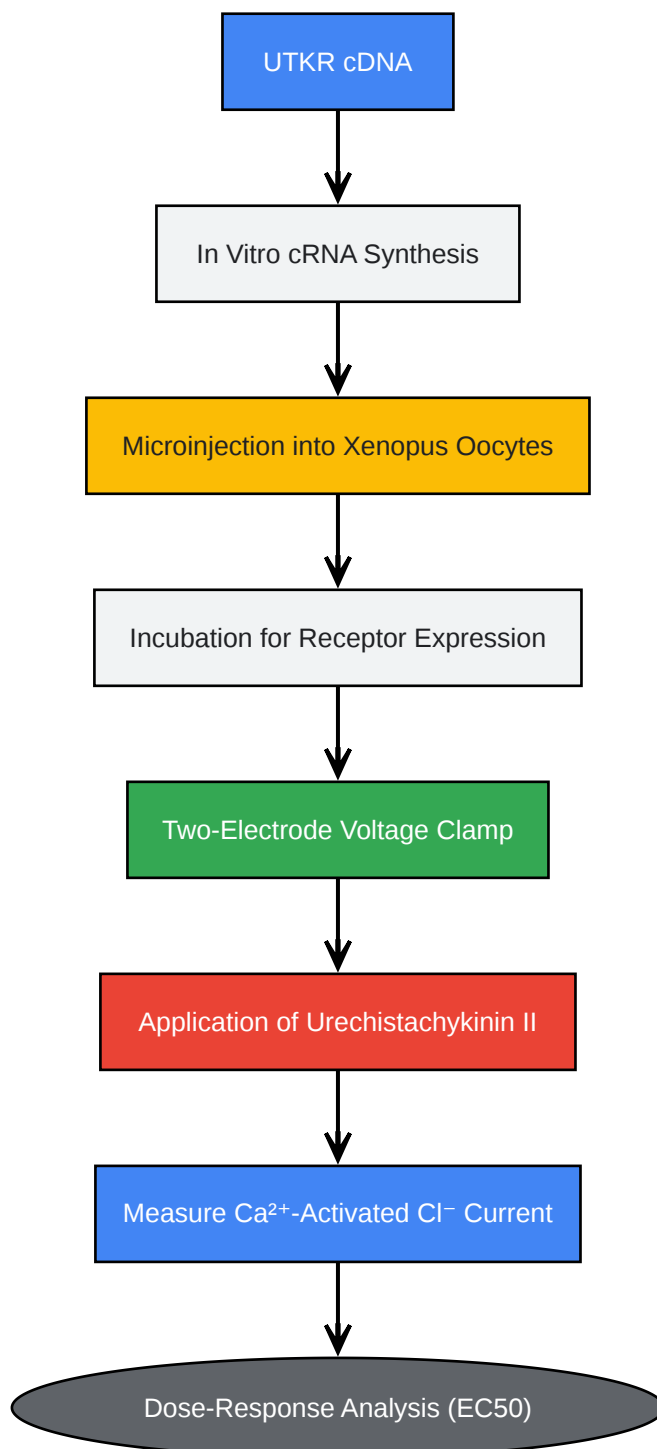 UTKR cDNA
In Vitro cRNA Synthesis
Microinjection into Xenopus Oocytes
Incubation for Receptor Expression
Two-Electrode Voltage Clamp
Application of Urechistachykinin II
Measure Ca²⁺-Activated Cl⁻ Current
Dose-Response Analysis (EC50)